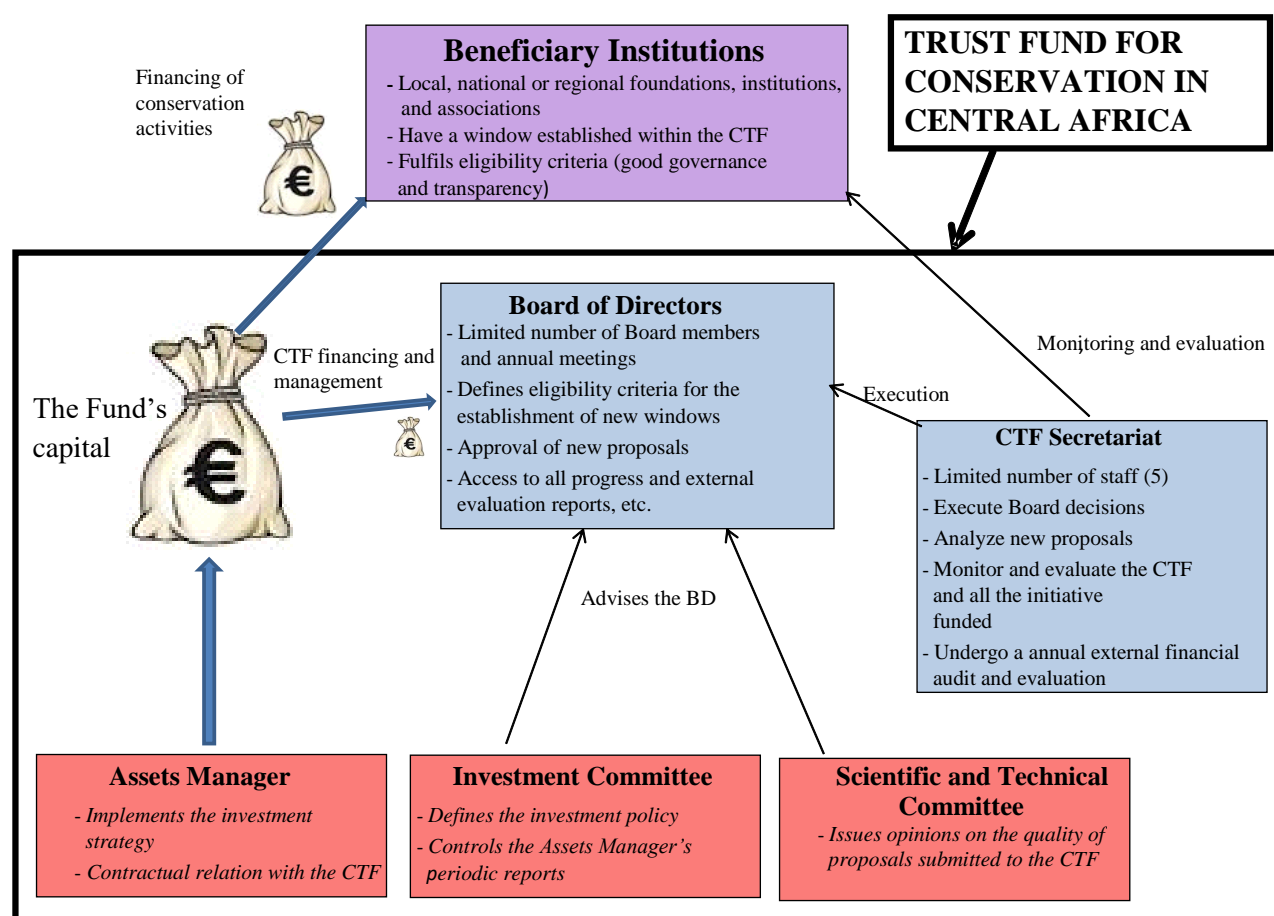 Beneficiary Institutions
- Local, national or regional foundations, institutions,
and associations
- Have a window established within the CTF
- Fulfils eligibility criteria (good governance
and transparency)
TRUST FUND FOR
CONSERVATION IN
CENTRAL AFRICA
Financing of
conservation
activities
€
Board of Directors
- Limited number of Board members
and annual meetings
- Defines eligibility criteria for the
establishment of new windows
- Approval of new proposals
- Access to all progress and external
evaluation reports, etc.
CTF financing and
management
€
The Fund's
capital
€
Monitoring and evaluation
Execution
CTF Secretariat
- Limited number of staff (5)
- Execute Board decisions
- Analyze new proposals
- Monitor and evaluate the CTF
and all the initiative
funded
- Undergo a annual external financial
audit and evaluation
Advises the BD
Assets Manager
- Implements the investment
strategy
- Contractual relation with the CTF
Investment Committee
- Defines the investment policy
- Controls the Assets Manager's
periodic reports
Scientific and Technical
Committee
- Issues opinions on the quality of
proposals submitted to the CTF